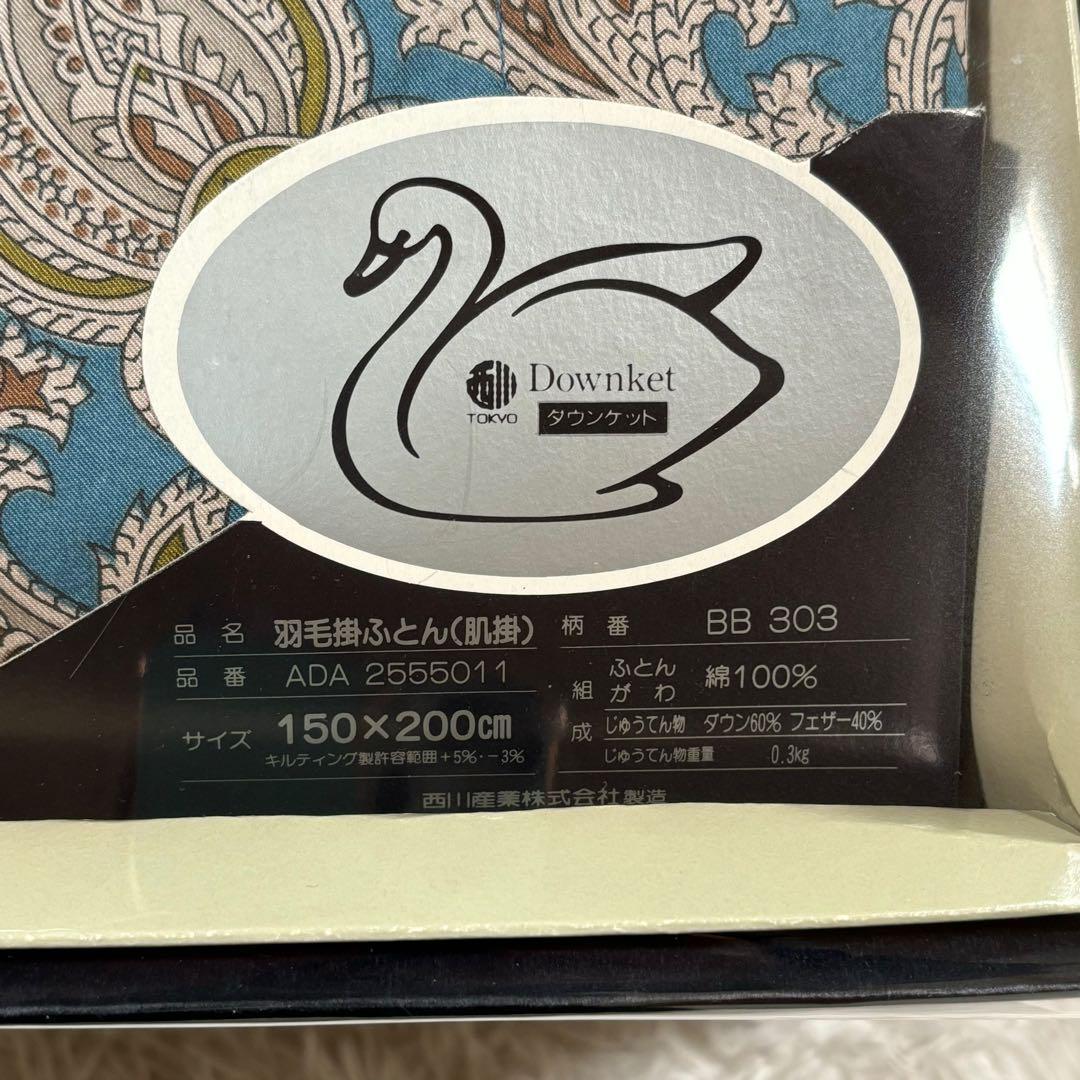 西川
TOKYO
Downket
ダウンケット
品名 羽毛掛ふとん(肌掛)
品番 ADA 2555011
サイズ 150×200cm
キルティング製許容範囲+5%·−3%
柄番 BB 303
組成
ふとんがわ 綿100%
じゅうてん物 ダウン60% フェザー40%
じゅうてん物重量 0.3kg
西川産業株式会社製造